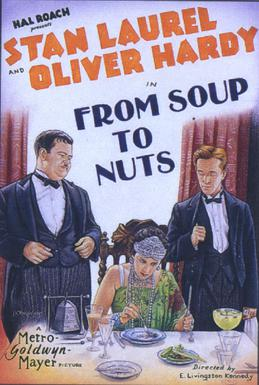 HAL ROACH
presents
STAN LAUREL
AND OLIVER HARDY
IN
FROM SOUP
TO
NUTS
A
Metro-
Goldwyn-
Mayer PICTURE
Directed by
E. Livingston Kennedy